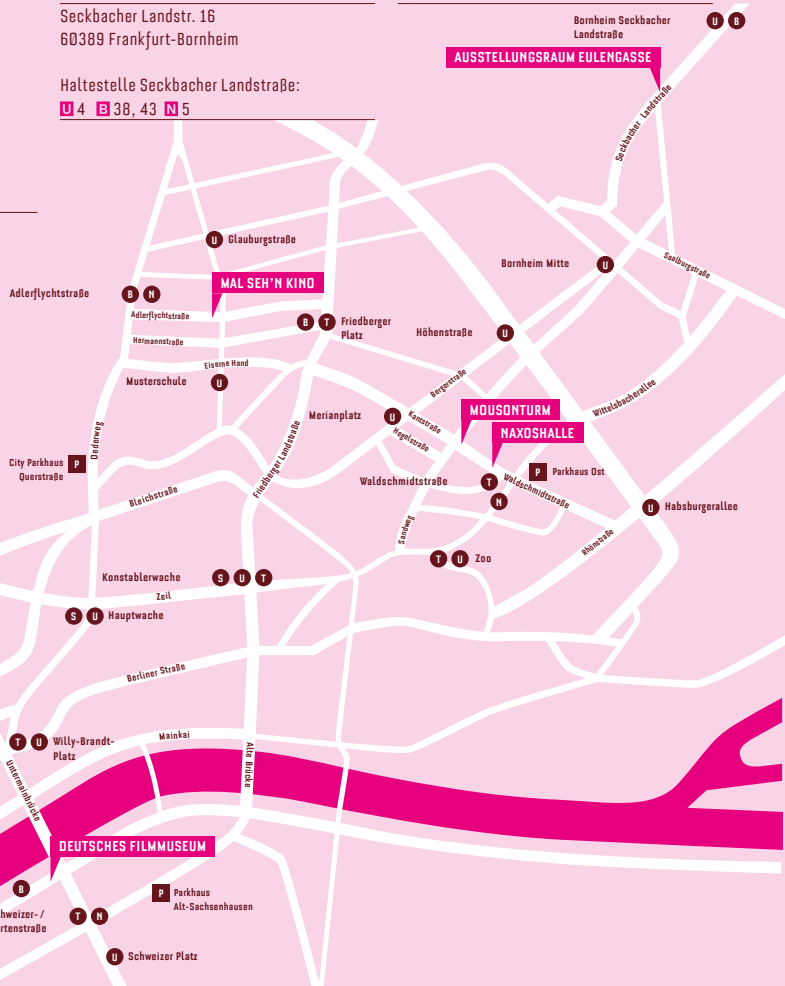 Seckbacher Landstr. 16
60389 Frankfurt-Bornheim
Haltestelle Seckbacher Landstraße:
U 4 B 38, 43 N 5
Bornheim Seckbacher
Landstraße
U B
AUSSTELLUNGSRAUM EULENGASSE
Seckbacher Landstraße
U Glauburgstraße
Bornheim Mitte U
Saalburgstraße
MAL SEH'N KINO
Adlerflychtstraße B N
Adlerflychtstraße
B T Friedberger
Platz
Höhenstraße U
Hermannstraße
Eiserne Hand
Musterschule U
Bergerstraße
Wittelsbacherallee
MOUSONTURM
Merianplatz U
Kantstraße
NAXOSHALLE
Hegelstraße
Oederweg
Friedberger Landstraße
City Parkhaus
Querstraße
P
P Parkhaus Ost
Waldschmidtstraße T
N
Waldschmidtstraße
Bleichstraße
U Habsburgerallee
Sandweg
Rhönstraße
T U Zoo
Konstablerwache S U T
Zeil
S U Hauptwache
Berliner Straße
Mainkai
T U Willy-Brandt-
Platz
Alte Brücke
Untermainbrücke
DEUTSCHES FILMMUSEUM
B
P Parkhaus
Alt-Sachsenhausen
hweizer- /
rtenstraße
T N
U Schweizer Platz